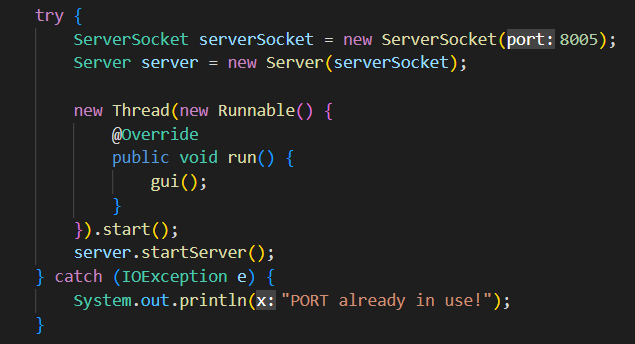 try {
ServerSocket serverSocket = new ServerSocket(port: 8005);
Server server = new Server(serverSocket);
new Thread(new Runnable() {
@Override
public void run() {
gui();
}
}).start();
server.startServer();
} catch (IOException e) {
System.out.println(x: "PORT already in use!");
}